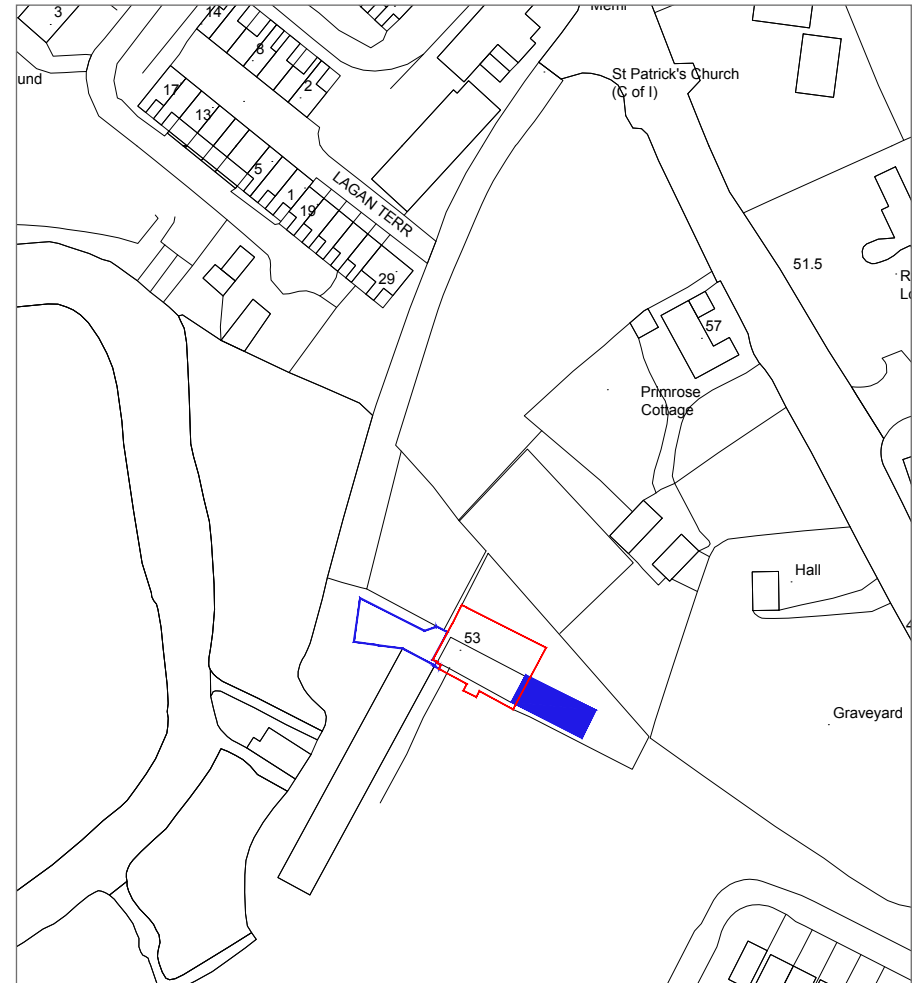 3
14
Meml
8
und
St Patrick's Church
(C of I)
2
17
13
5
LAGAN TERR
1
19
51.5
29
57
Primrose
Cottage
Hall
53
Graveyard